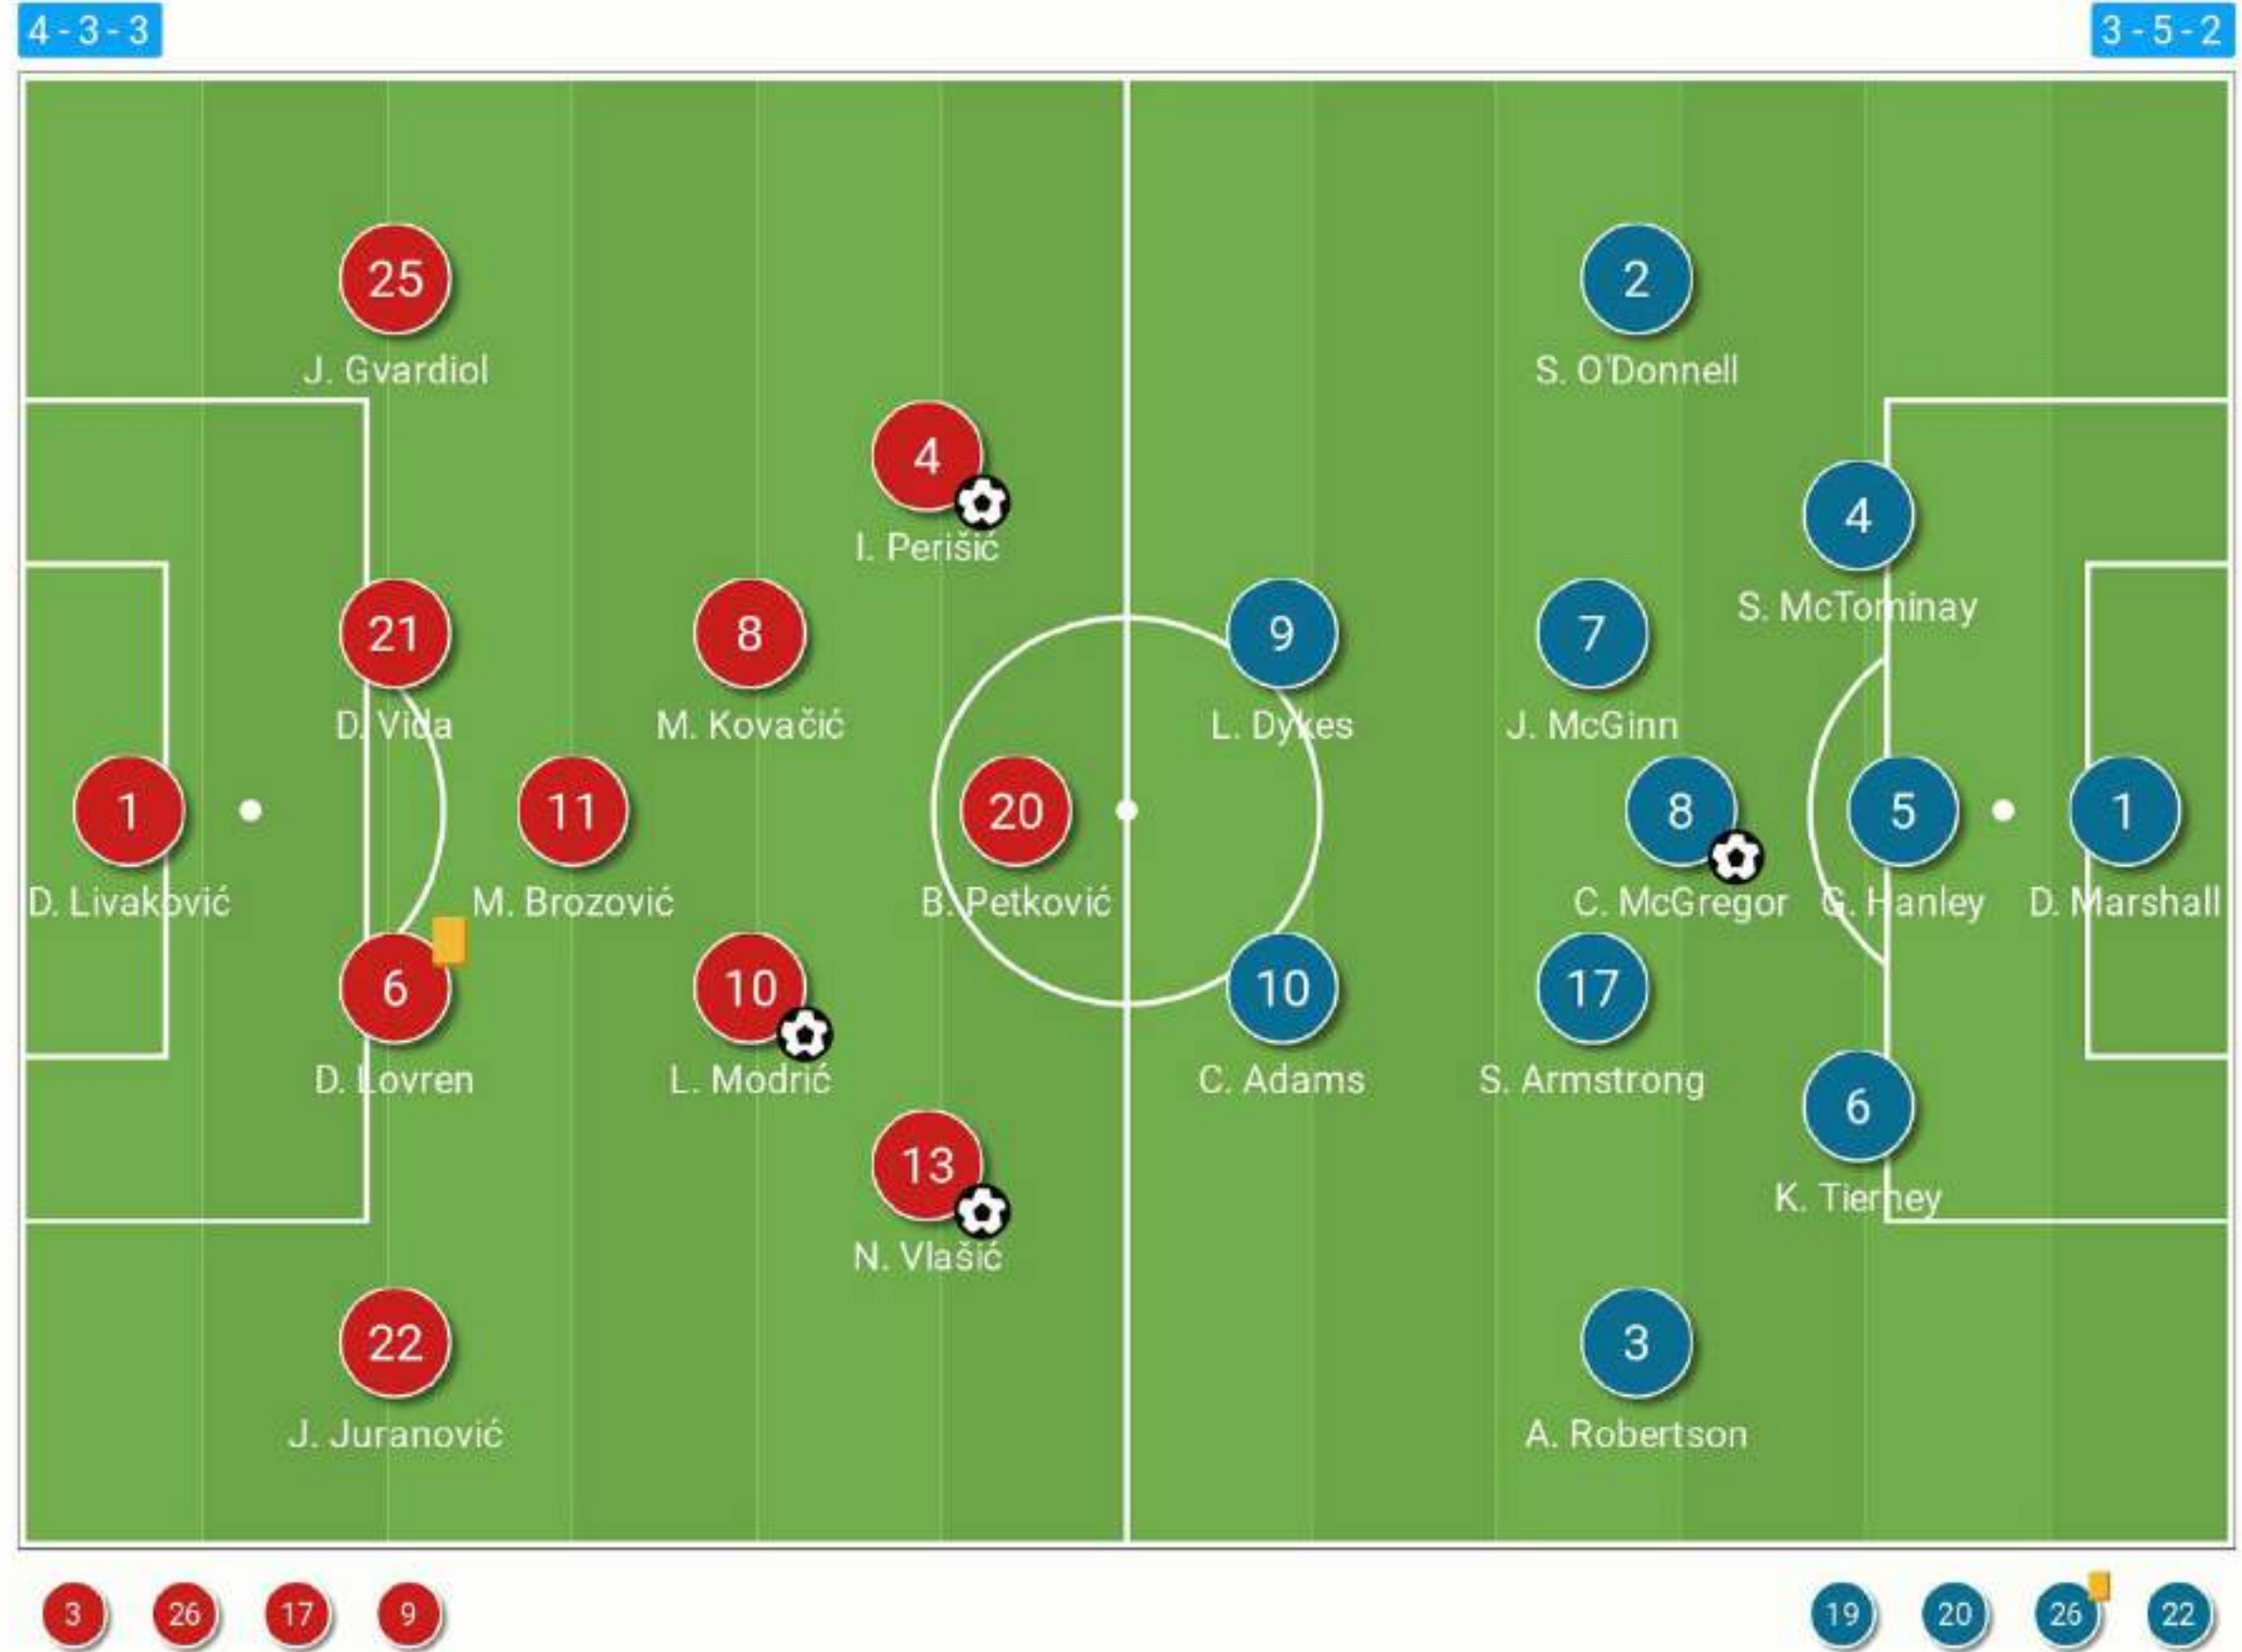 4 - 3 - 3
3 - 5 - 2
25
J. Gvardiol
2
S. O'Donnell
4
I. Perišić
4
S. McTominay
21
D. Vida
8
M. Kovačić
9
L. Dykes
7
J. McGinn
1
D. Livaković
11
M. Brozović
20
B. Petković
8
C. McGregor
5
G. Hanley
1
D. Marshall
6
D. Lovren
10
L. Modrić
10
C. Adams
17
S. Armstrong
6
K. Tierney
13
N. Vlašić
22
J. Juranović
3
A. Robertson
3
26
17
9
19
20
26
22